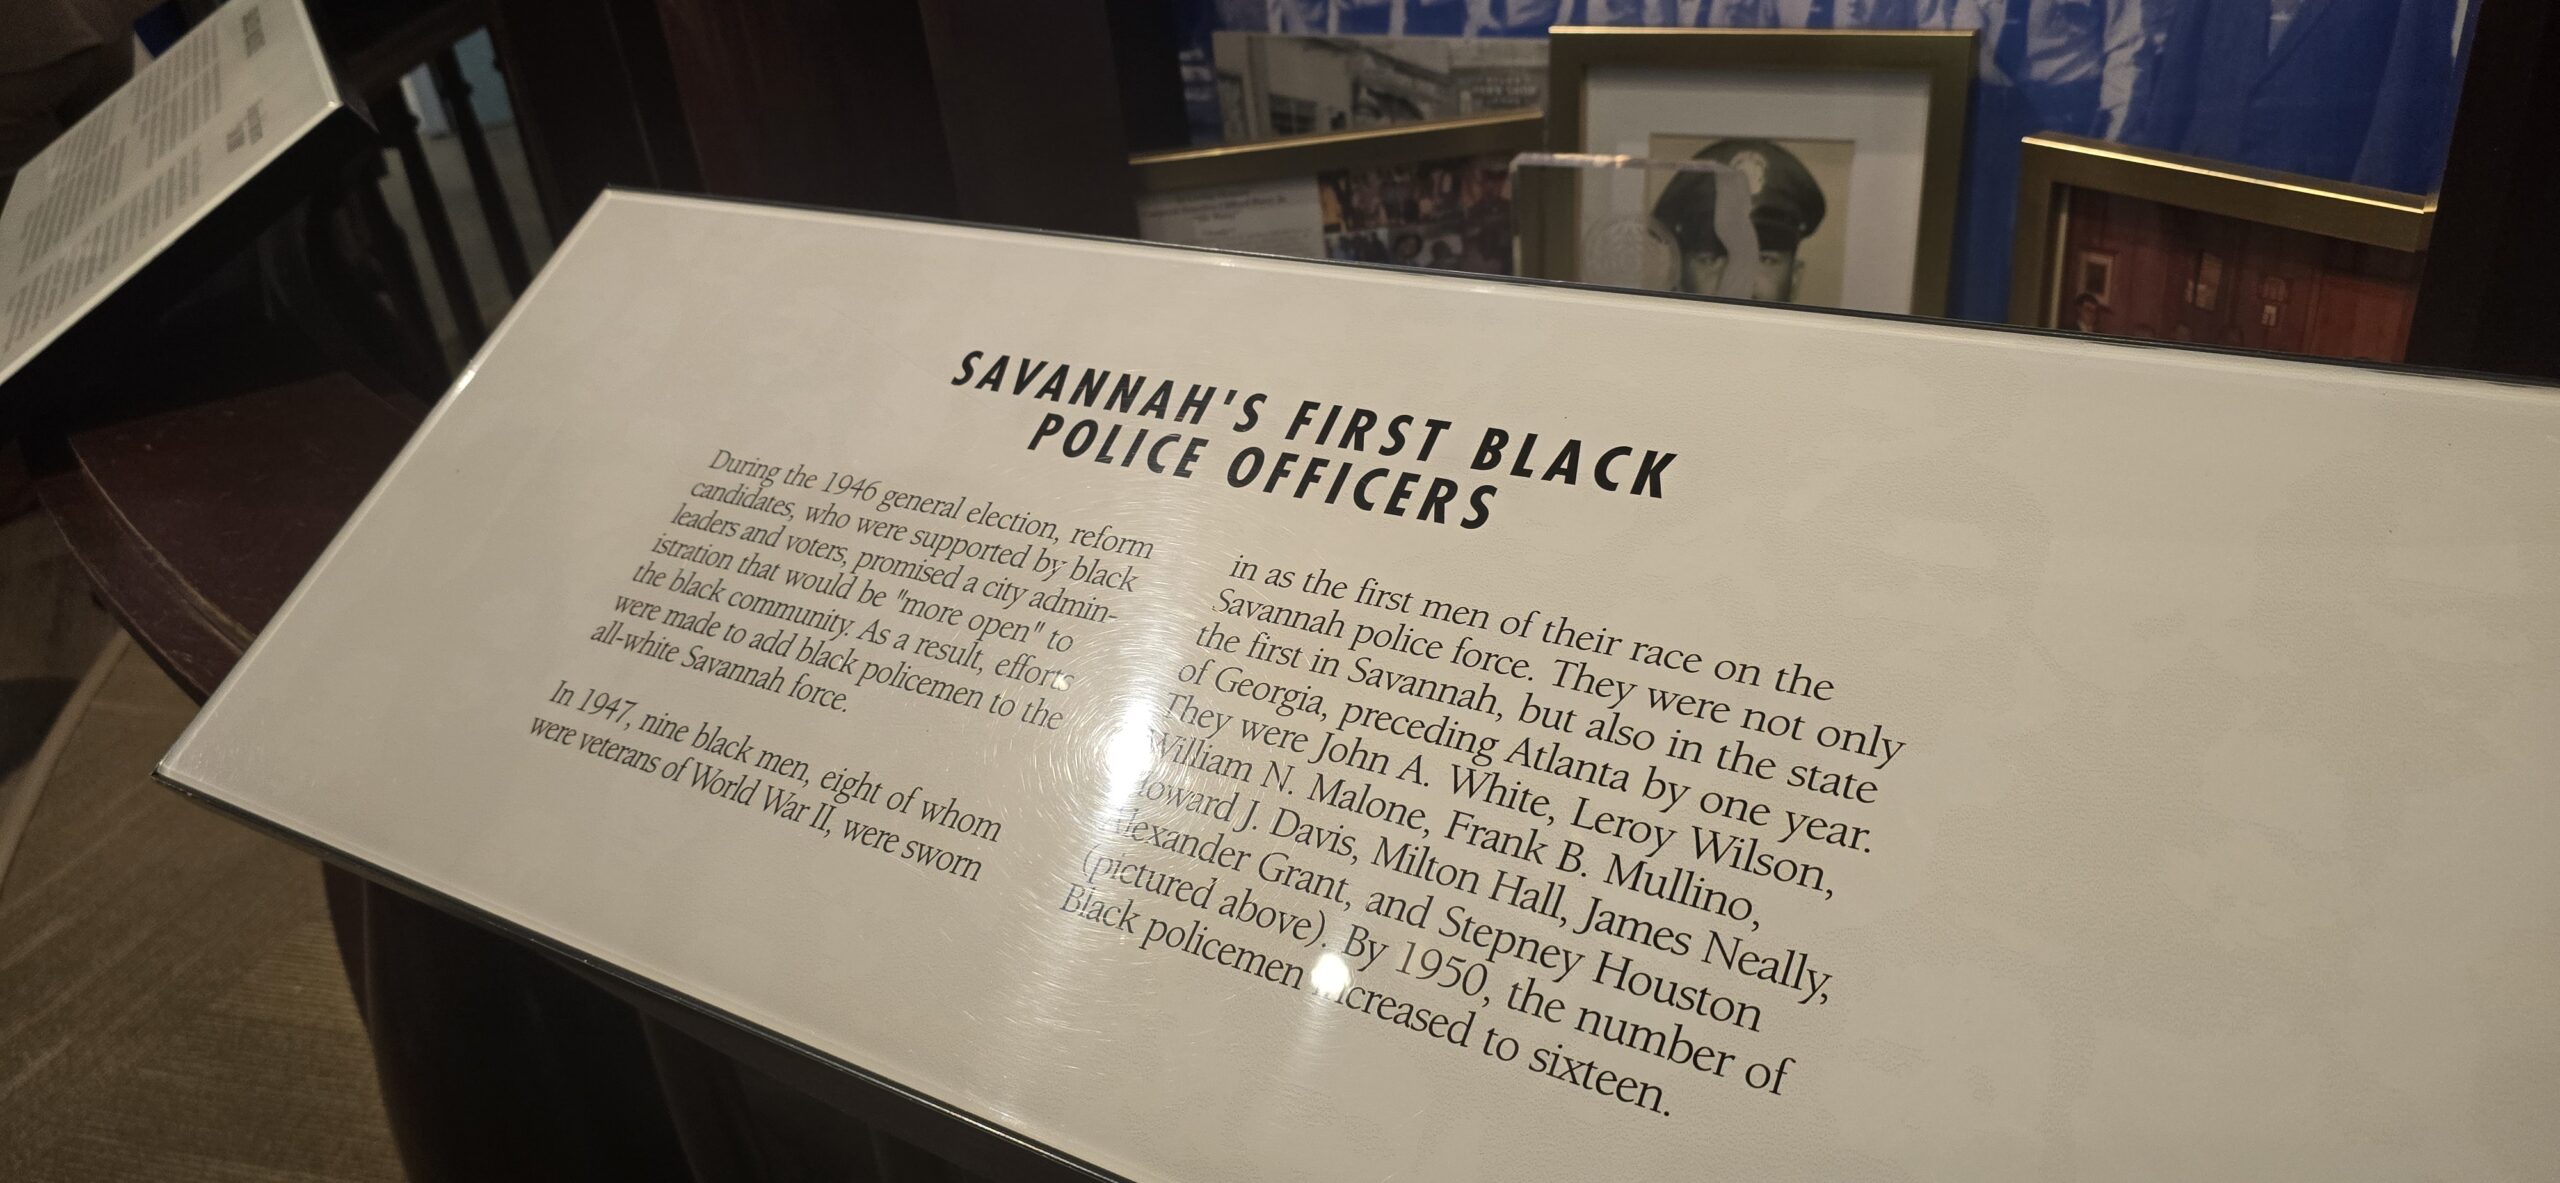 SAVANNAH'S FIRST BLACK
POLICE OFFICERS
During the 1946 general election, reform
candidates, who were supported by black
leaders and voters, promised a city admin-
istration that would be "more open" to
the black community. As a result, efforts
were made to add black policemen to the
all-white Savannah force.
In 1947, nine black men, eight of whom
were veterans of World War II, were sworn
in as the first men of their race on the
Savannah police force. They were not only
the first in Savannah, but also in the state
of Georgia, preceding Atlanta by one year.
They were John A. White, Leroy Wilson,
William N. Malone, Frank B. Mullino,
Howard J. Davis, Milton Hall, James Neally,
Alexander Grant, and Stepney Houston
(pictured above). By 1950, the number of
Black policemen increased to sixteen.